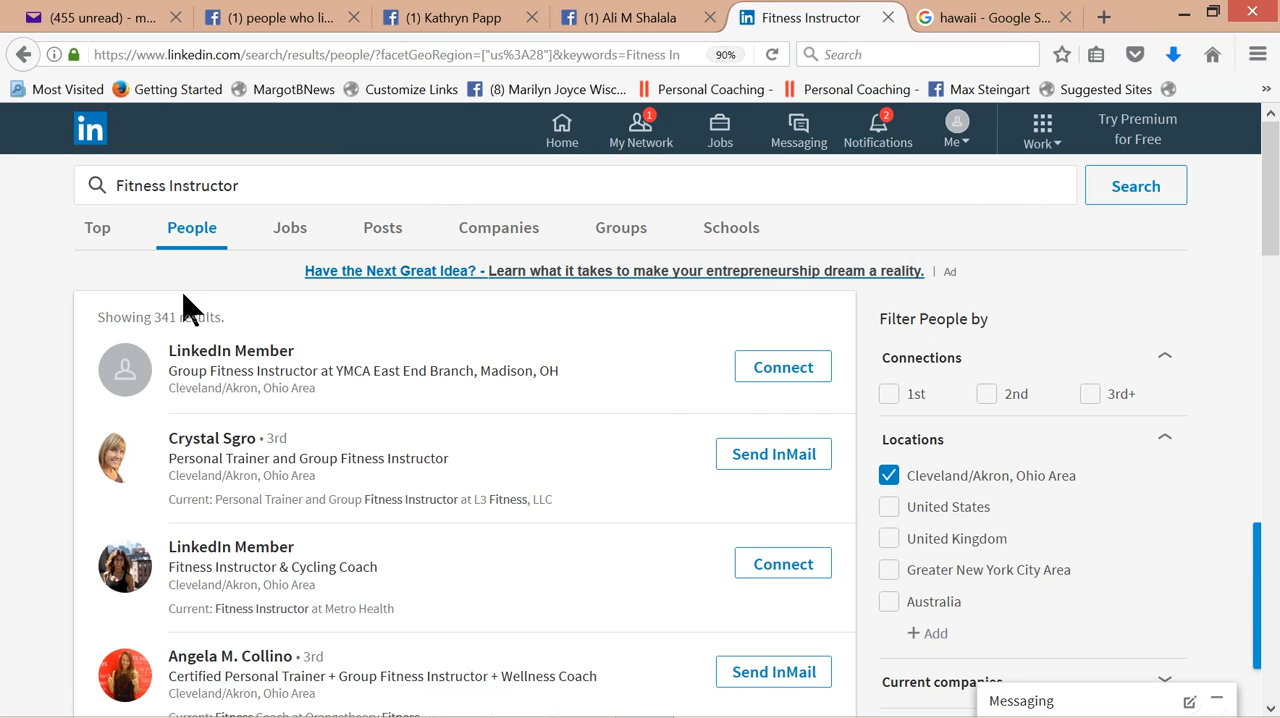 (455 unread) - m...
(1) people who li...
(1) Kathryn Papp
(1) Ali M Shalala
Fitness Instructor
hawaii - Google S...
https://www.linkedin.com/search/results/people/?facetGeoRegion=["us%3A28"]&keywords=Fitness In
90%
Search
Most Visited
Getting Started
MargotBNews
Customize Links
(8) Marilyn Joyce Wisc...
Personal Coaching -
Personal Coaching -
Max Steingart
Suggested Sites
in
Home
1
My Network
Jobs
Messaging
2
Notifications
Me
Work
Try Premium
for Free
Fitness Instructor
Search
Top
People
Jobs
Posts
Companies
Groups
Schools
Have the Next Great Idea? - Learn what it takes to make your entrepreneurship dream a reality. | Ad
Showing 341 results.
LinkedIn Member
Group Fitness Instructor at YMCA East End Branch, Madison, OH
Cleveland/Akron, Ohio Area
Connect
Crystal Sgro • 3rd
Personal Trainer and Group Fitness Instructor
Cleveland/Akron, Ohio Area
Current: Personal Trainer and Group Fitness Instructor at L3 Fitness, LLC
Send InMail
LinkedIn Member
Fitness Instructor & Cycling Coach
Cleveland/Akron, Ohio Area
Current: Fitness Instructor at Metro Health
Connect
Angela M. Collino • 3rd
Certified Personal Trainer + Group Fitness Instructor + Wellness Coach
Cleveland/Akron, Ohio Area
Current: Fitness Coach at Orangetheory Fitness
Send InMail
Filter People by
Connections
1st
2nd
3rd+
Locations
Cleveland/Akron, Ohio Area
United States
United Kingdom
Greater New York City Area
Australia
+ Add
Current companies
Messaging